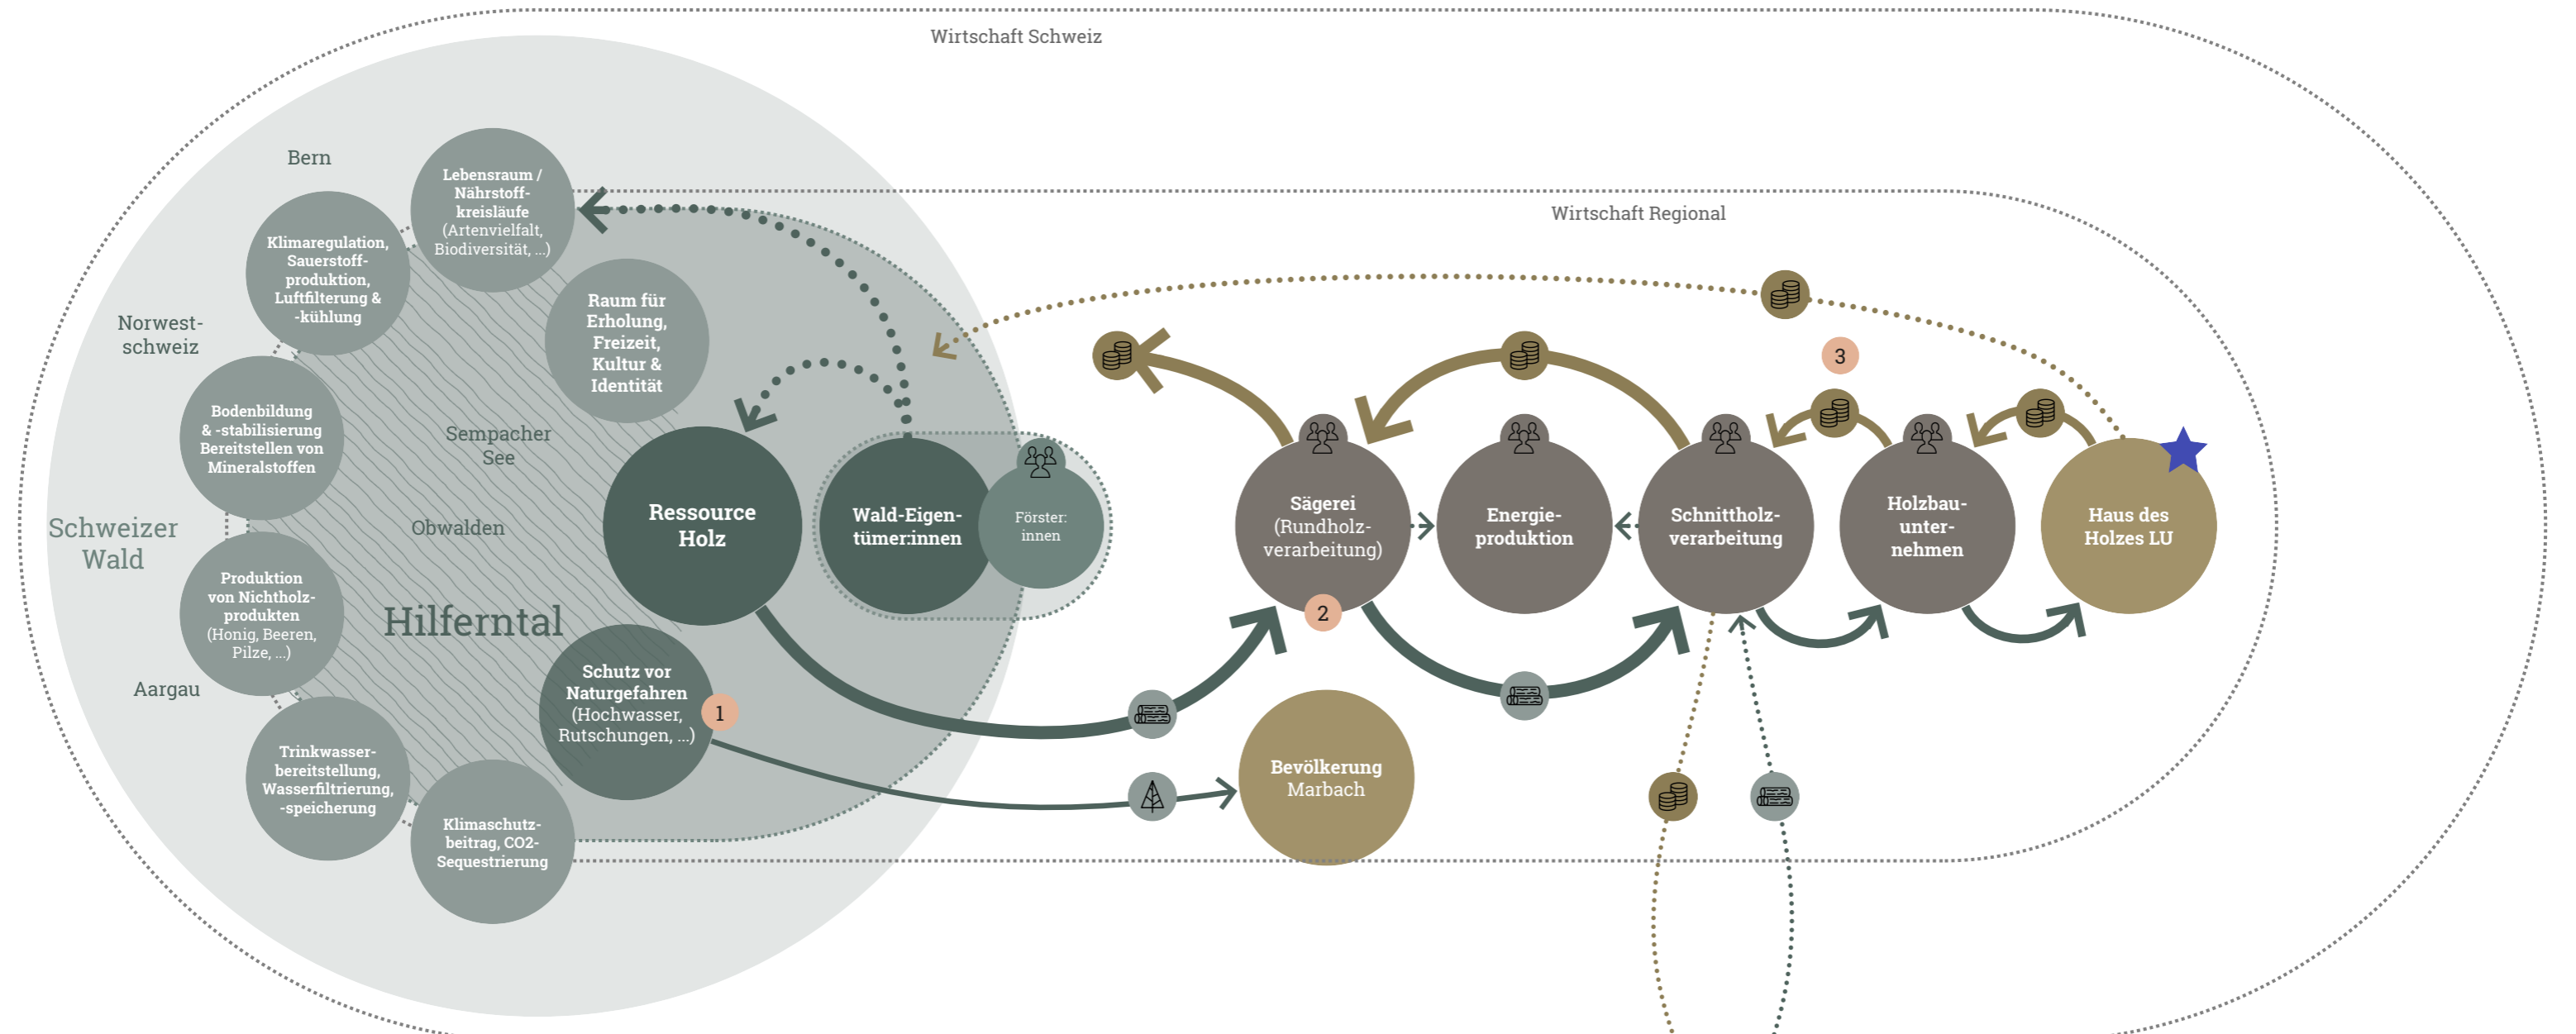 Wirtschaft Schweiz
Wirtschaft Regional
Bern
Norwest-
schweiz
Schweizer
Wald
Aargau
Sempacher
See
Obwalden
Hilferntal
Lebensraum /
Nährstoff-
kreisläufe
(Artenvielfalt,
Biodiversität, ...)
Klimaregulation,
Sauerstoff-
produktion,
Luftfilterung &
-kühlung
Raum für
Erholung,
Freizeit,
Kultur &
Identität
Bodenbildung
& -stabilisierung
Bereitstellen von
Mineralstoffen
Produktion
von Nichtholz-
produkten
(Honig, Beeren,
Pilze, ...)
Trinkwasser-
bereitstellung,
Wasserfiltrierung,
-speicherung
Klimaschutz-
beitrag, CO2-
Sequestrierung
Schutz vor
Naturgefahren
(Hochwasser,
Rutschungen, ...)
1
Ressource
Holz
Wald-Eigen-
tümer:innen
Förster:
innen
Sägerei
(Rundholz-
verarbeitung)
2
Energie-
produktion
Schnittholz-
verarbeitung
3
Holzbau-
unter-
nehmen
Haus des
Holzes LU
Bevölkerung
Marbach